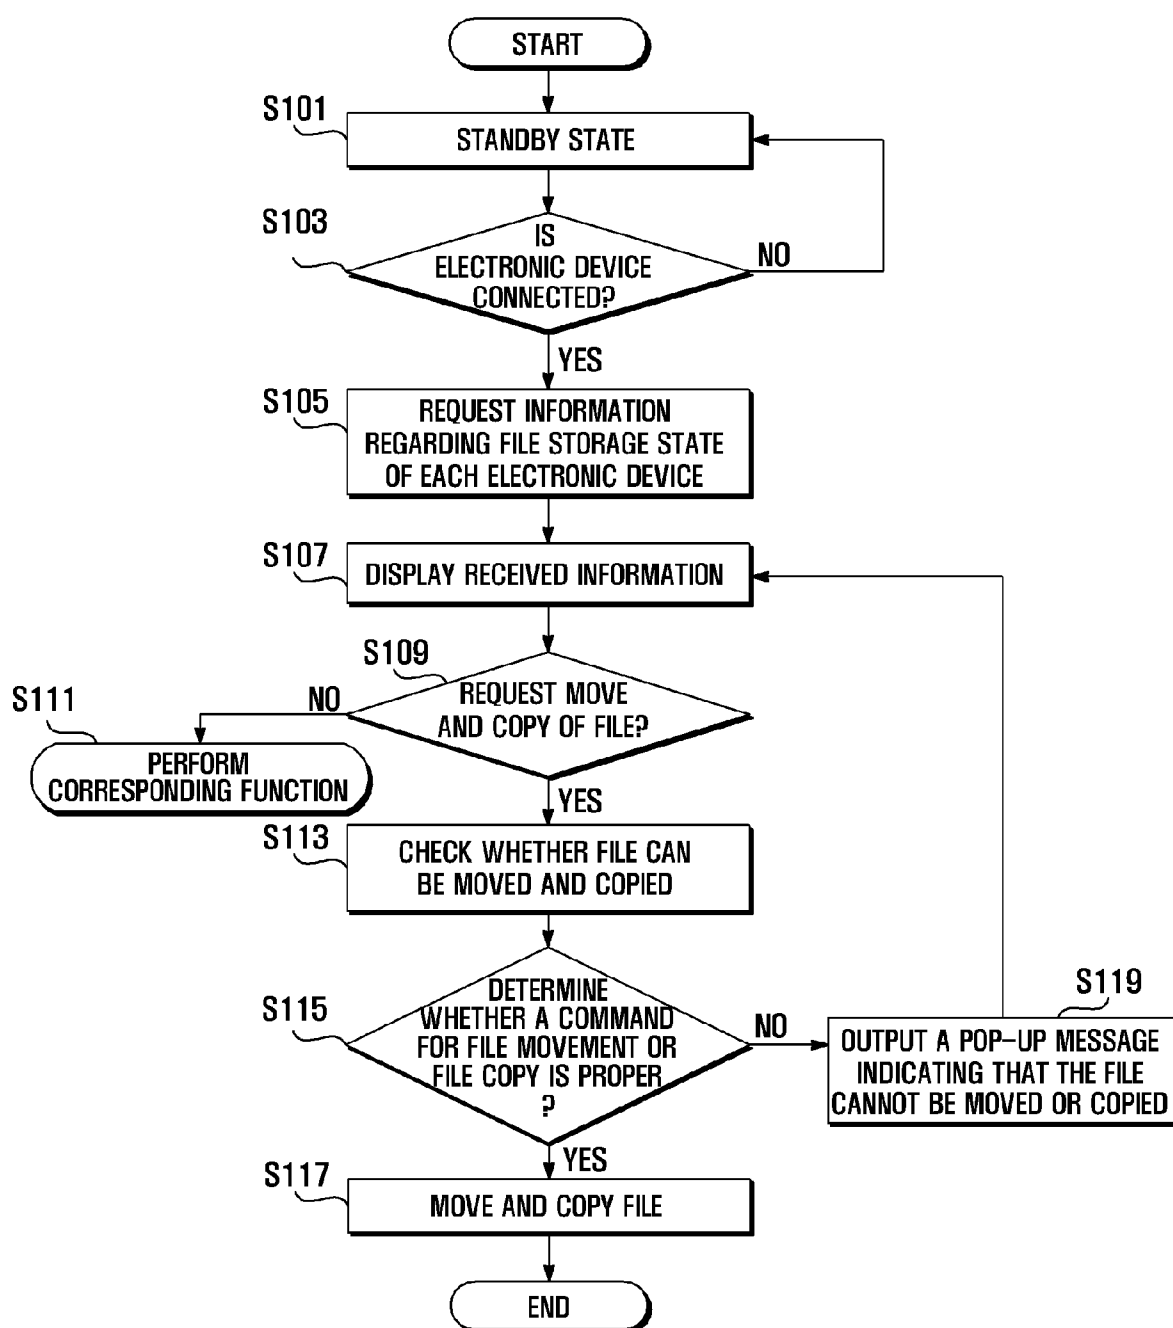 START
S101
STANDBY STATE
S103
IS
ELECTRONIC DEVICE
CONNECTED?
NO
YES
S105
REQUEST INFORMATION
REGARDING FILE STORAGE STATE
OF EACH ELECTRONIC DEVICE
S107
DISPLAY RECEIVED INFORMATION
S109
REQUEST MOVE
AND COPY OF FILE?
NO
S111
PERFORM
CORRESPONDING FUNCTION
YES
S113
CHECK WHETHER FILE CAN
BE MOVED AND COPIED
S115
DETERMINE
WHETHER A COMMAND
FOR FILE MOVEMENT OR
FILE COPY IS PROPER
?
NO
S119
OUTPUT A POP-UP MESSAGE
INDICATING THAT THE FILE
CANNOT BE MOVED OR COPIED
YES
S117
MOVE AND COPY FILE
END